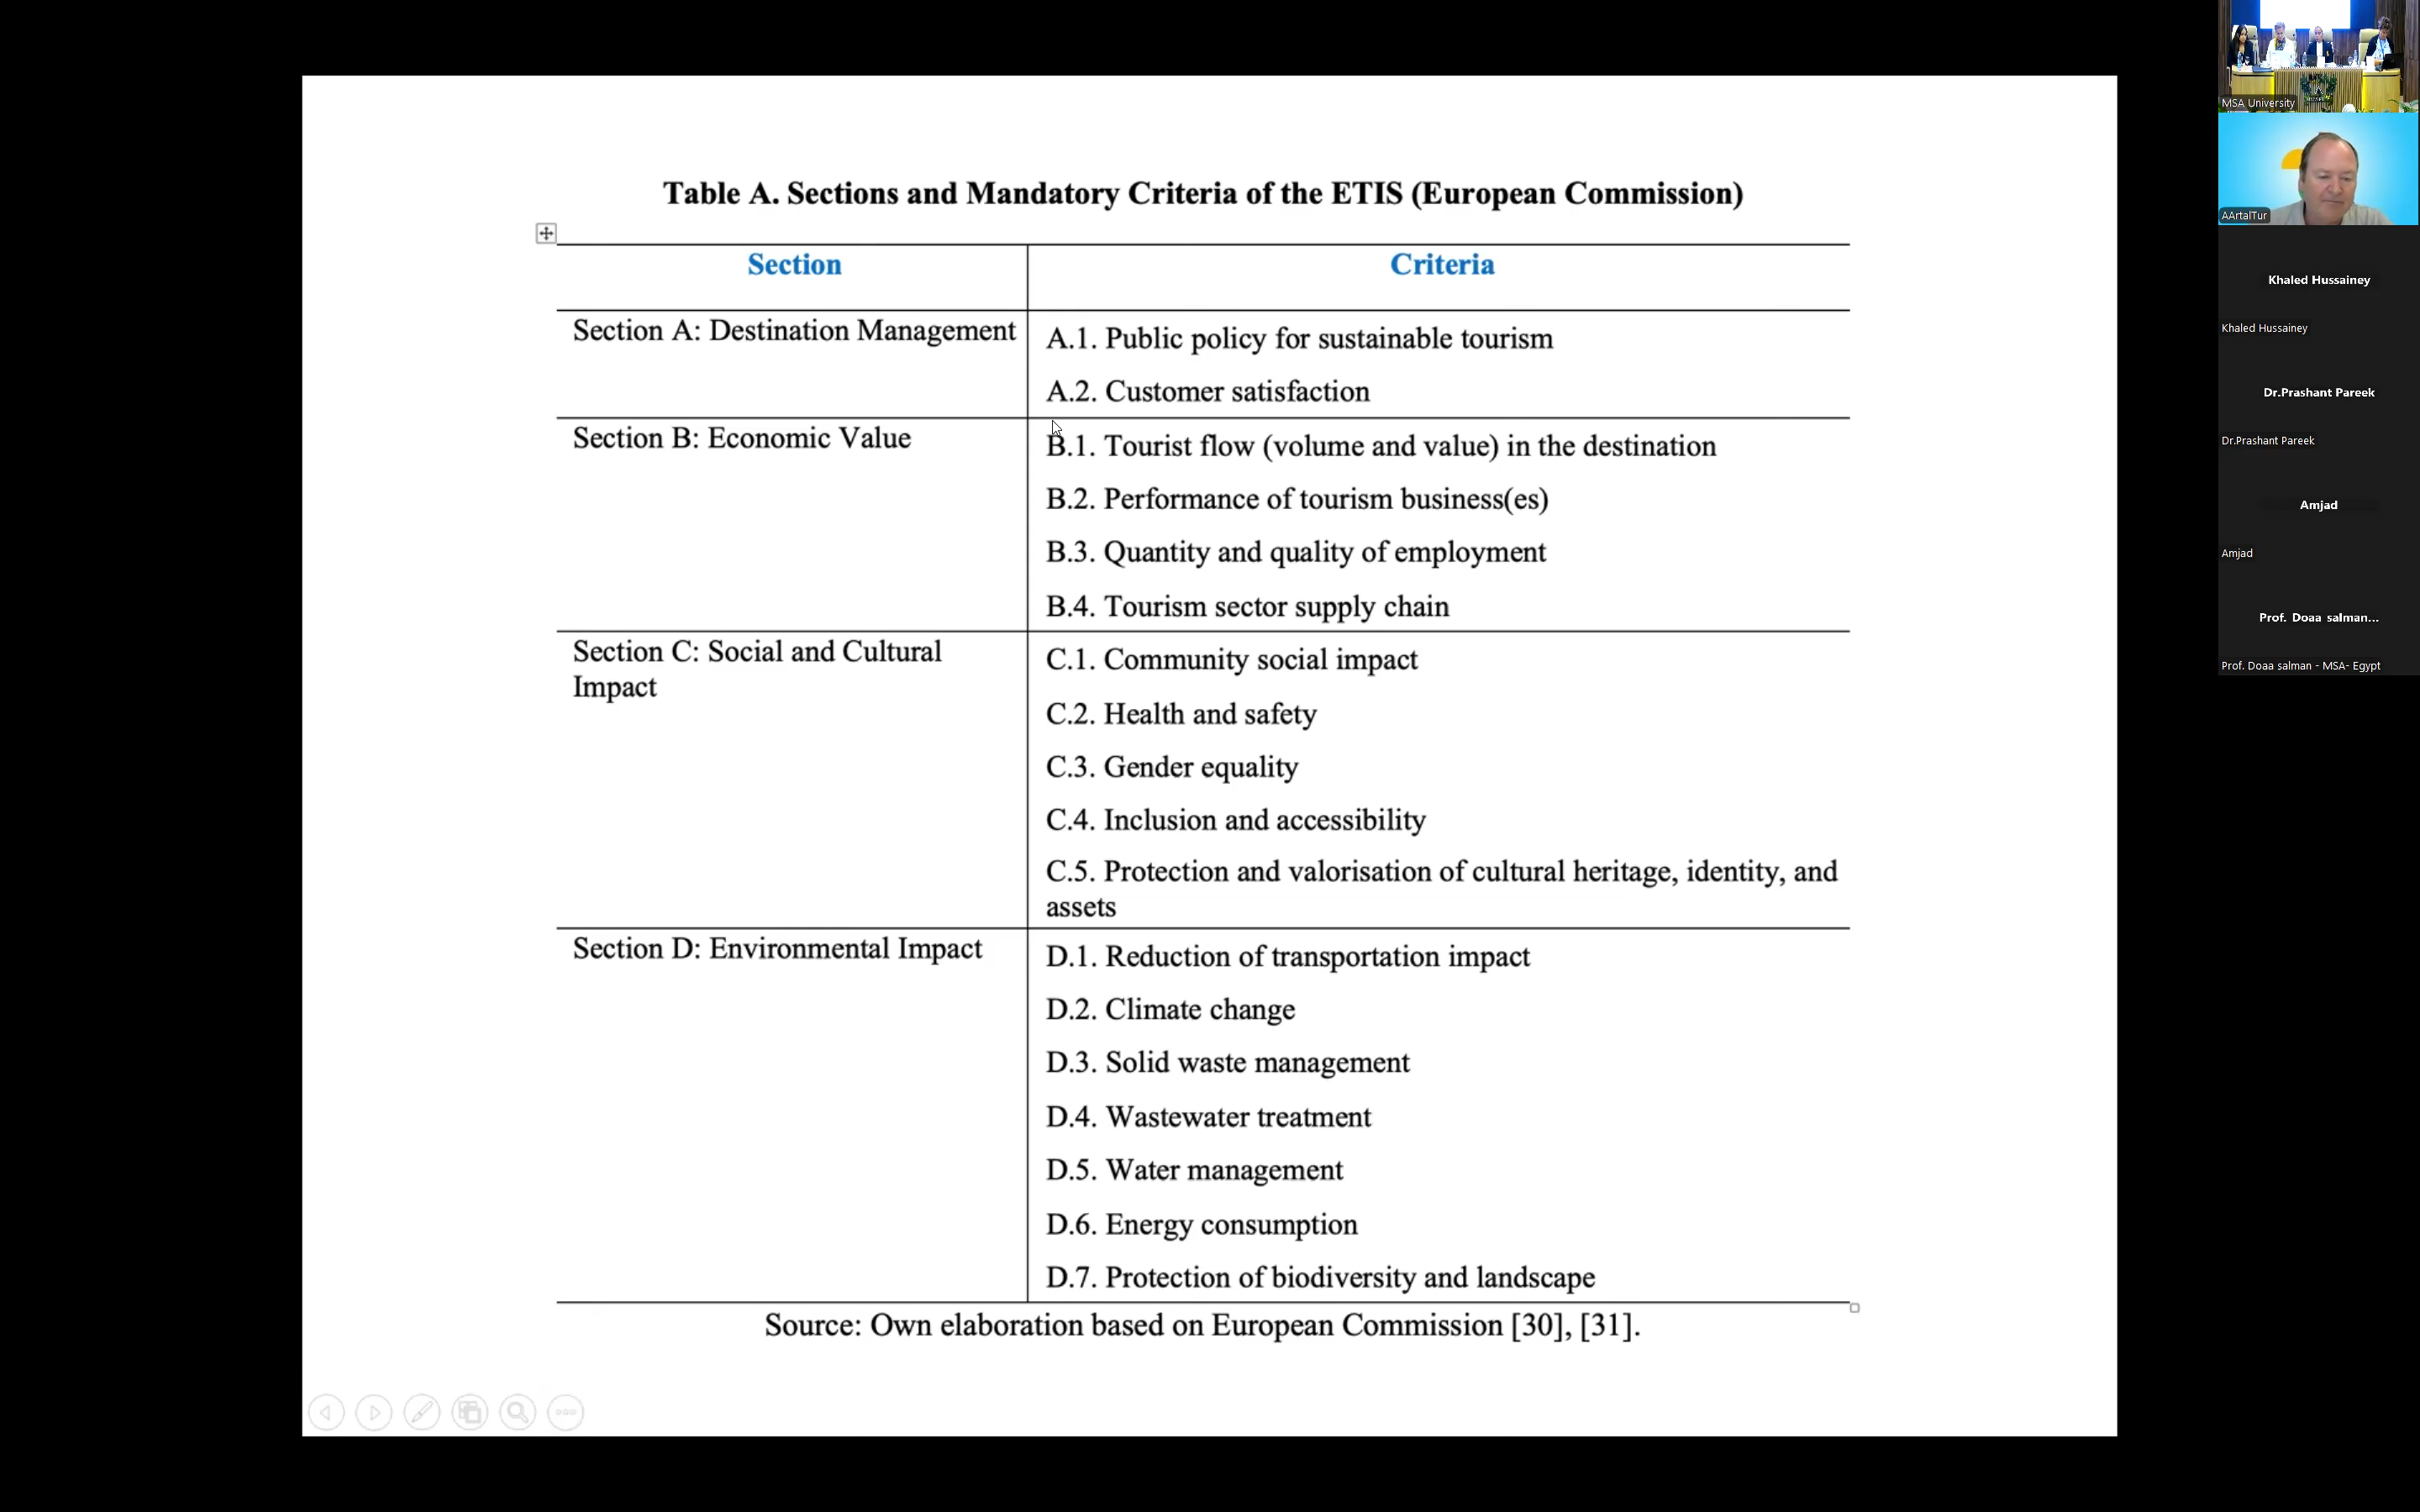 Table A. Sections and Mandatory Criteria of the ETIS (European Commission)
Section
Criteria
Section A: Destination Management
A.1. Public policy for sustainable tourism
A.2. Customer satisfaction
Section B: Economic Value
B.1. Tourist flow (volume and value) in the destination
B.2. Performance of tourism business(es)
B.3. Quantity and quality of employment
B.4. Tourism sector supply chain
Section C: Social and Cultural
Impact
C.1. Community social impact
C.2. Health and safety
C.3. Gender equality
C.4. Inclusion and accessibility
C.5. Protection and valorisation of cultural heritage, identity, and
assets
Section D: Environmental Impact
D.1. Reduction of transportation impact
D.2. Climate change
D.3. Solid waste management
D.4. Wastewater treatment
D.5. Water management
D.6. Energy consumption
D.7. Protection of biodiversity and landscape
Source: Own elaboration based on European Commission [30], [31].
MSA University
AArtalTur
Khaled Hussainey
Khaled Hussainey
Dr.Prashant Pareek
Dr.Prashant Pareek
Amjad
Amjad
Prof. Doaa salman...
Prof. Doaa salman - MSA- Egypt